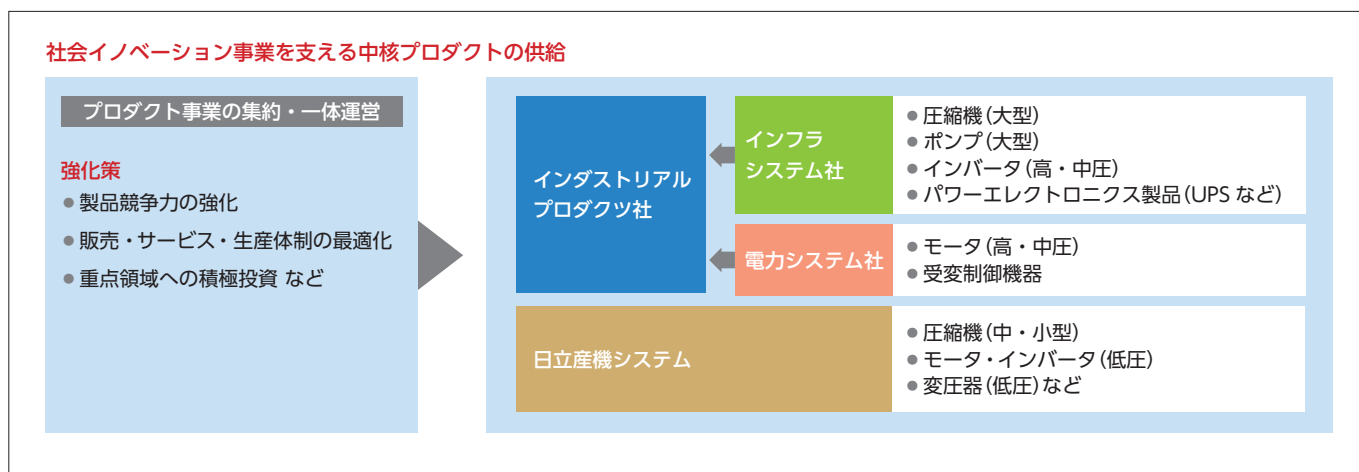 社会イノベーション事業を支える中核プロダクトの供給
プロダクト事業の集約・一体運営
強化策
●製品競争力の強化
●販売・サービス・生産体制の最適化
●重点領域への積極投資 など
インダストリアル
プロダクツ社
インフラ
システム社
●圧縮機(大型)
●ポンプ(大型)
●インバータ(高・中圧)
●パワーエレクトロニクス製品(UPS など)
電力システム社
●モータ(高・中圧)
●受変制御機器
日立産機システム
●圧縮機(中・小型)
●モータ・インバータ(低圧)
●変圧器(低圧)など